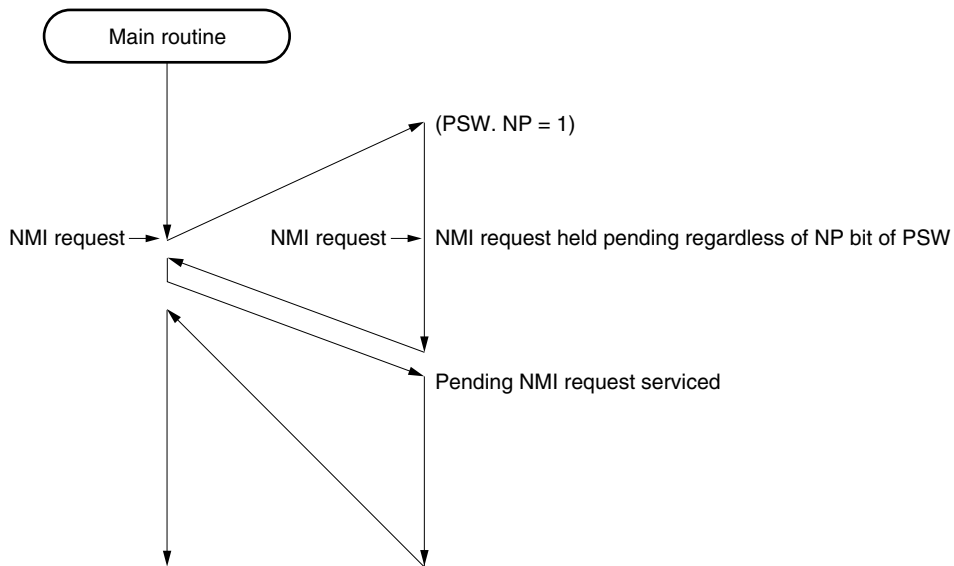 Main routine
(PSW. NP = 1)
NMI request
NMI request
NMI request held pending regardless of NP bit of PSW
Pending NMI request serviced